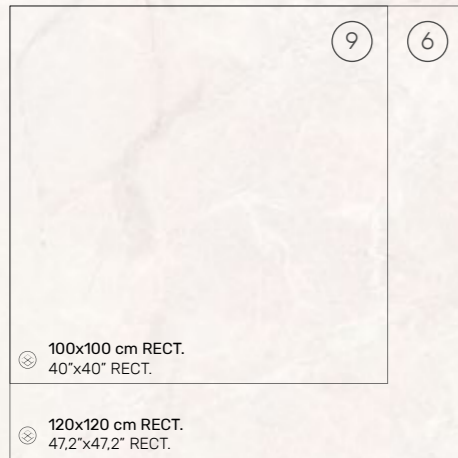 9 6
100x100 cm RECT.
40”x40” RECT.
120x120 cm RECT.
47,2”x47,2” RECT.